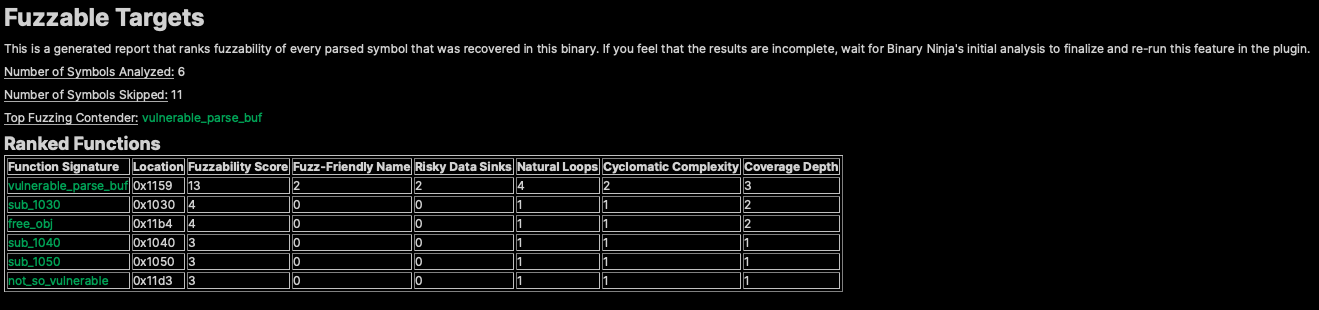 Fuzzable Targets
This is a generated report that ranks fuzzability of every parsed symbol that was recovered in this binary. If you feel that the results are incomplete, wait for Binary Ninja's initial analysis to finalize and re-run this feature in the plugin.
Number of Symbols Analyzed: 6
Number of Symbols Skipped: 11
Top Fuzzing Contender: vulnerable_parse_buf
Ranked Functions
Function Signature Location Fuzzability Score Fuzz-Friendly Name Risky Data Sinks Natural Loops Cyclomatic Complexity Coverage Depth
vulnerable_parse_buf 0x1159 13 2 2 4 2 3
sub_1030 0x1030 4 0 0 1 1 2
free_obj 0x11b4 4 0 0 1 1 2
sub_1040 0x1040 3 0 0 1 1 1
sub_1050 0x1050 3 0 0 1 1 1
not_so_vulnerable 0x11d3 3 0 0 1 1 1